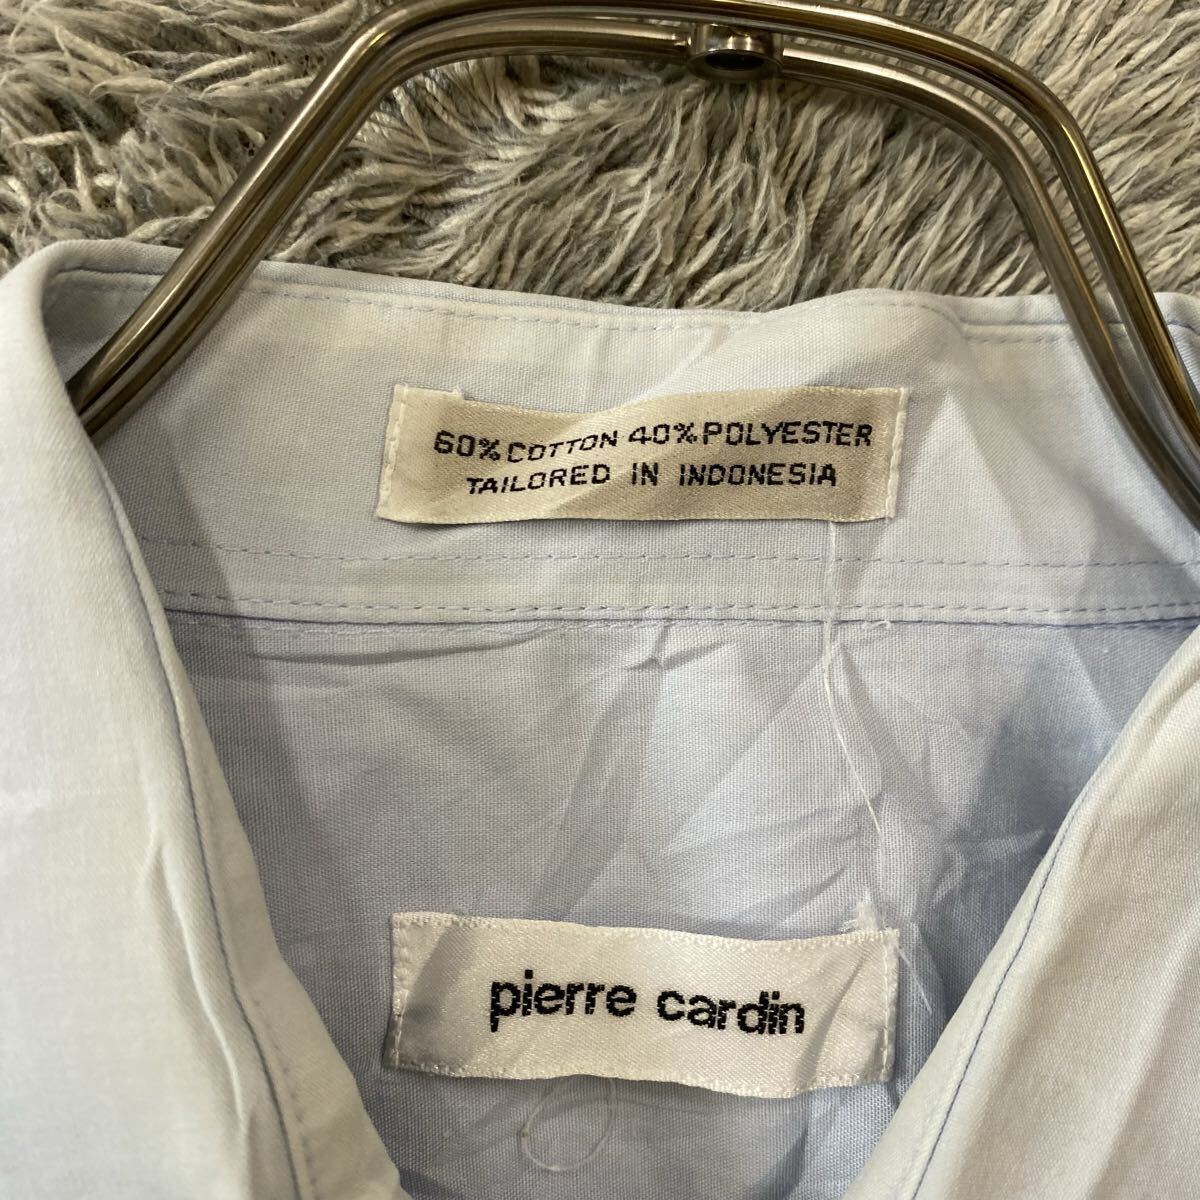 60% COTTON 40% POLYESTER
TAILORED IN INDONESIA
pierre cardin